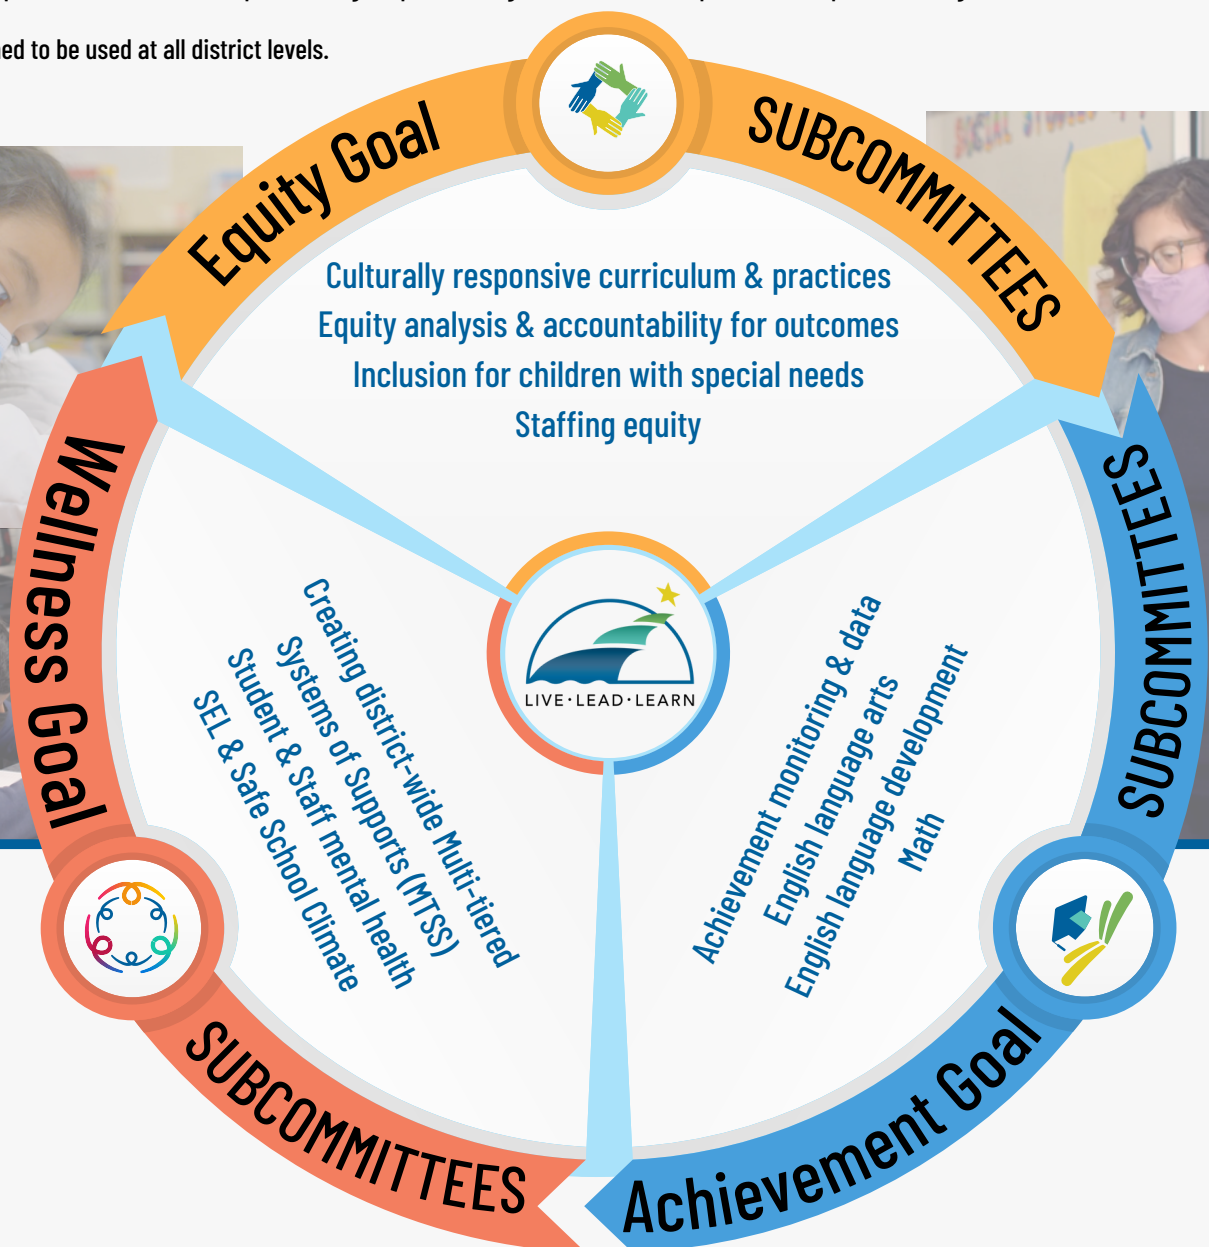 ned to be used at all district levels.
Equity Goal
SUBCOMMITTEES
Culturally responsive curriculum & practices
Equity analysis & accountability for outcomes
Inclusion for children with special needs
Staffing equity
Wellness Goal
SUBCOMMITTEES
Creating district-wide Multi-tiered
Systems of Supports (MTSS)
Student & Staff mental health
SEL & Safe School Climate
LIVE·LEAD·LEARN
Achievement Goal
SUBCOMMITTEES
Achievement monitoring & data
English language arts
English language development
Math
SOCIAL STUDIES